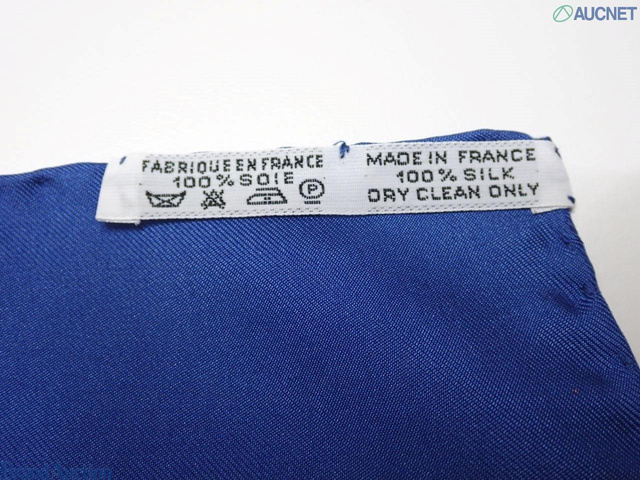 AUCNET
FABRIQUE EN FRANCE
100% SOIE
MADE IN FRANCE
100% SILK
DRY CLEAN ONLY
P